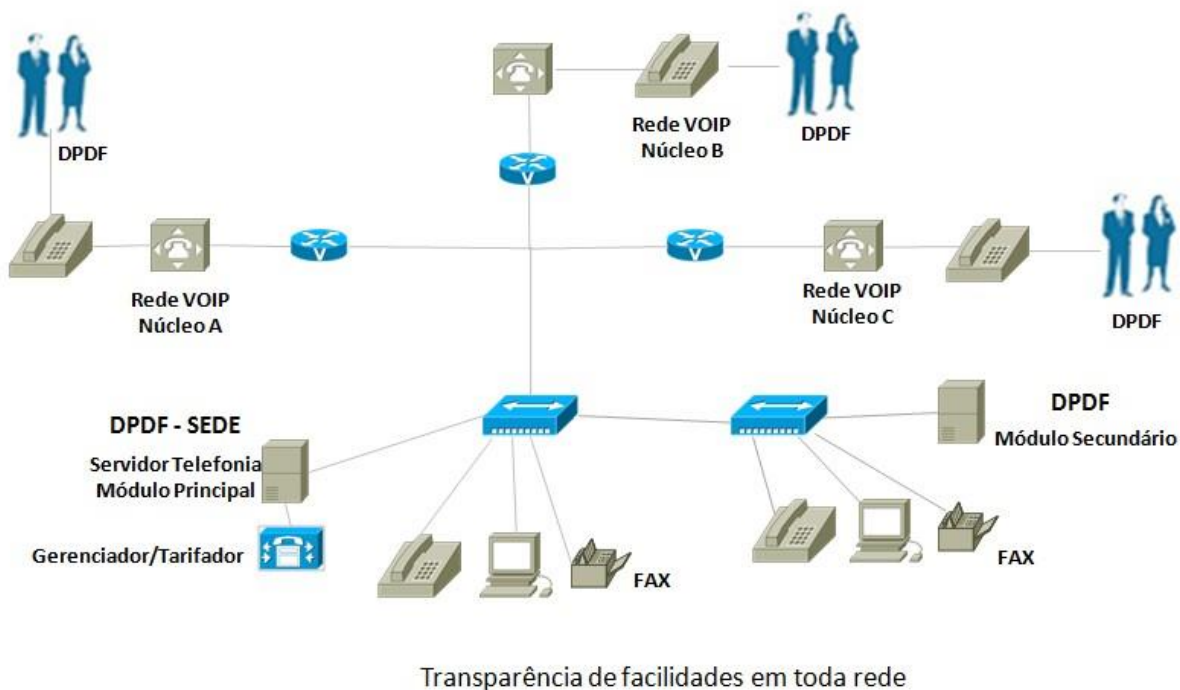 DPDF
Rede VOIP
Núcleo B
DPDF
V
V
V
Rede VOIP
Núcleo A
Rede VOIP
Núcleo C
DPDF
DPDF - SEDE
Servidor Telefonia
Módulo Principal
Gerenciador/Tarifador
DPDF
Módulo Secundário
FAX
FAX
Transparência de facilidades em toda rede